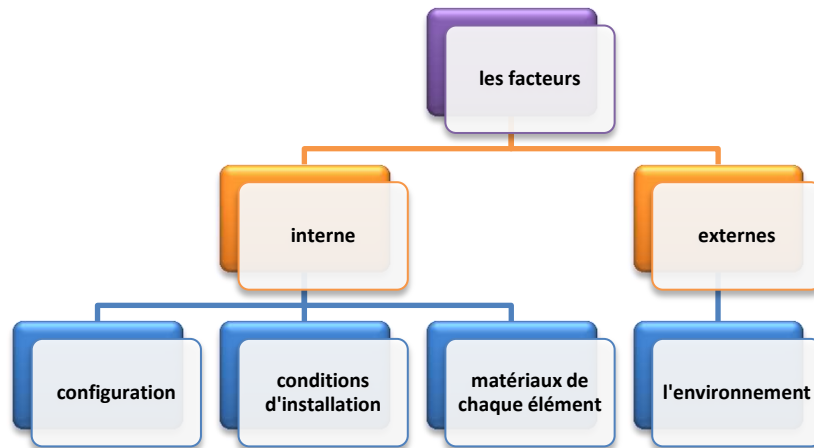 les facteurs
interne
externes
configuration
conditions
d'installation
matériaux de
chaque élément
l'environnement